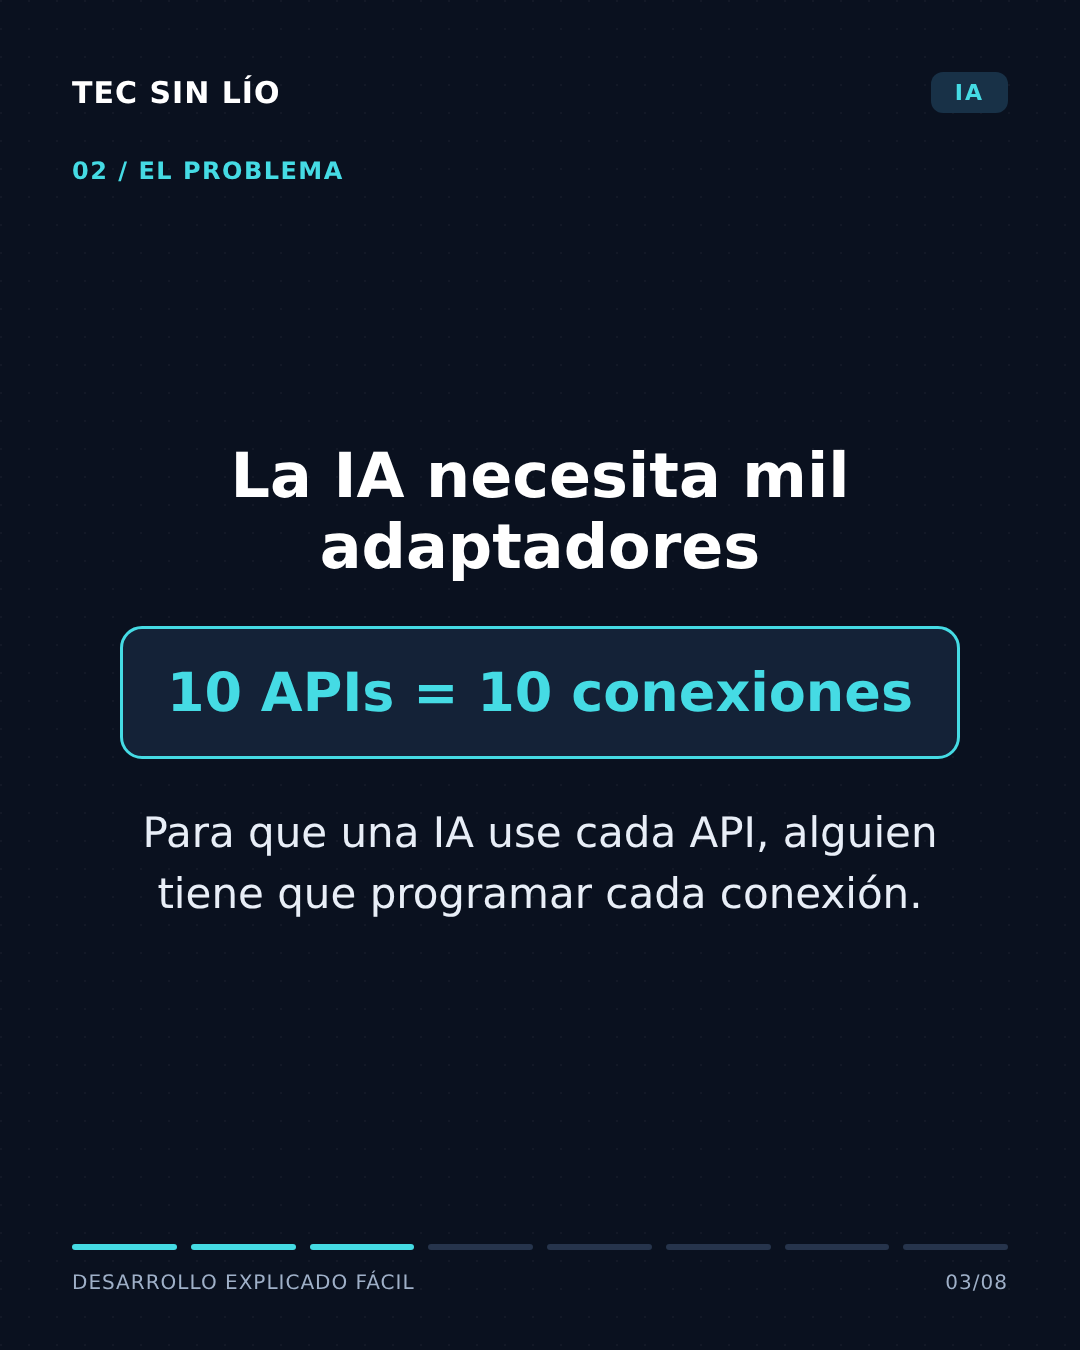 TEC SIN LÍO
IA
02 / EL PROBLEMA
La IA necesita mil
adaptadores
10 APIs = 10 conexiones
Para que una IA use cada API, alguien
tiene que programar cada conexión.
DESARROLLO EXPLICADO FÁCIL
03/08